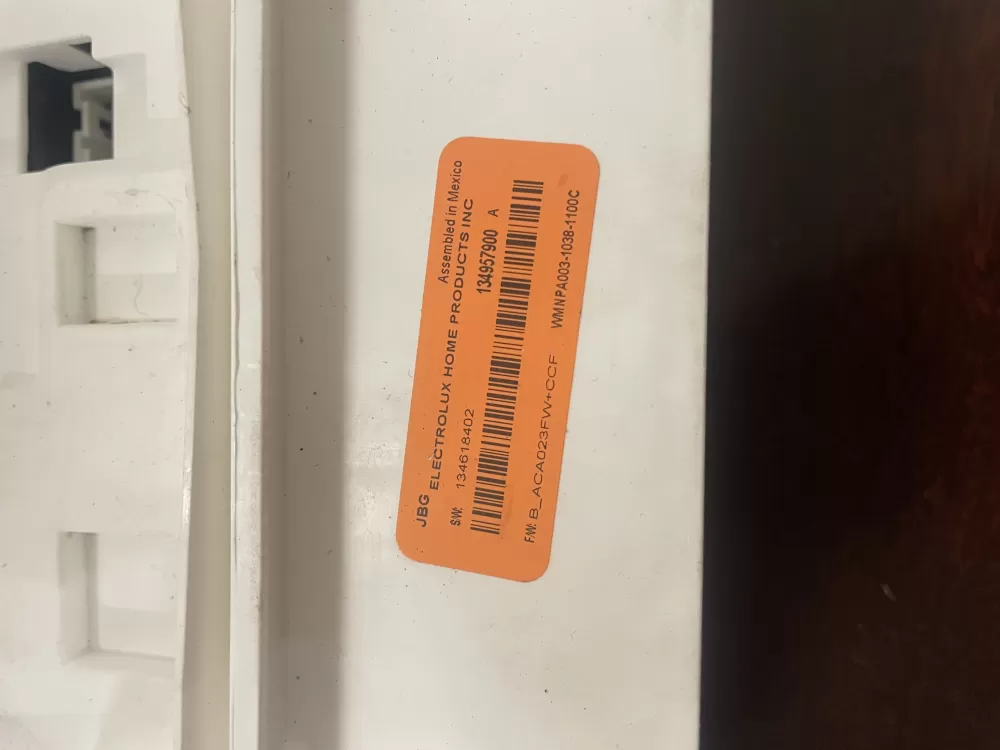 Assembled in Mexico
JBG ELECTROLUX HOME PRODUCTS INC
S/W: 134618402 134957900 A
F/W: B_ACA023FW+CCF WMNPA003-1038-1100C